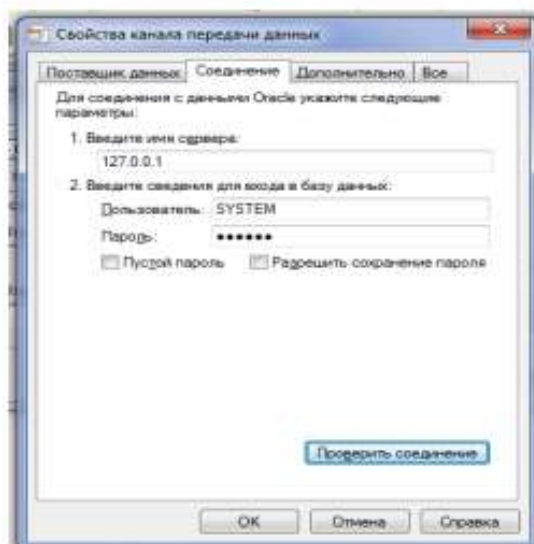 Свойства канала передачи данных
Поставщик данных Соединение Дополнительно Все
Для соединения с данными Oracle укажите следующие
параметры:
1. Введите имя сервера:
127.0.0.1
2. Введите сведения для входа в базу данных:
Пользователь: SYSTEM
Пароль: ●●●●●●
Пустой пароль Разрешить сохранение пароля
Проверить соединение
OK Отмена Справка